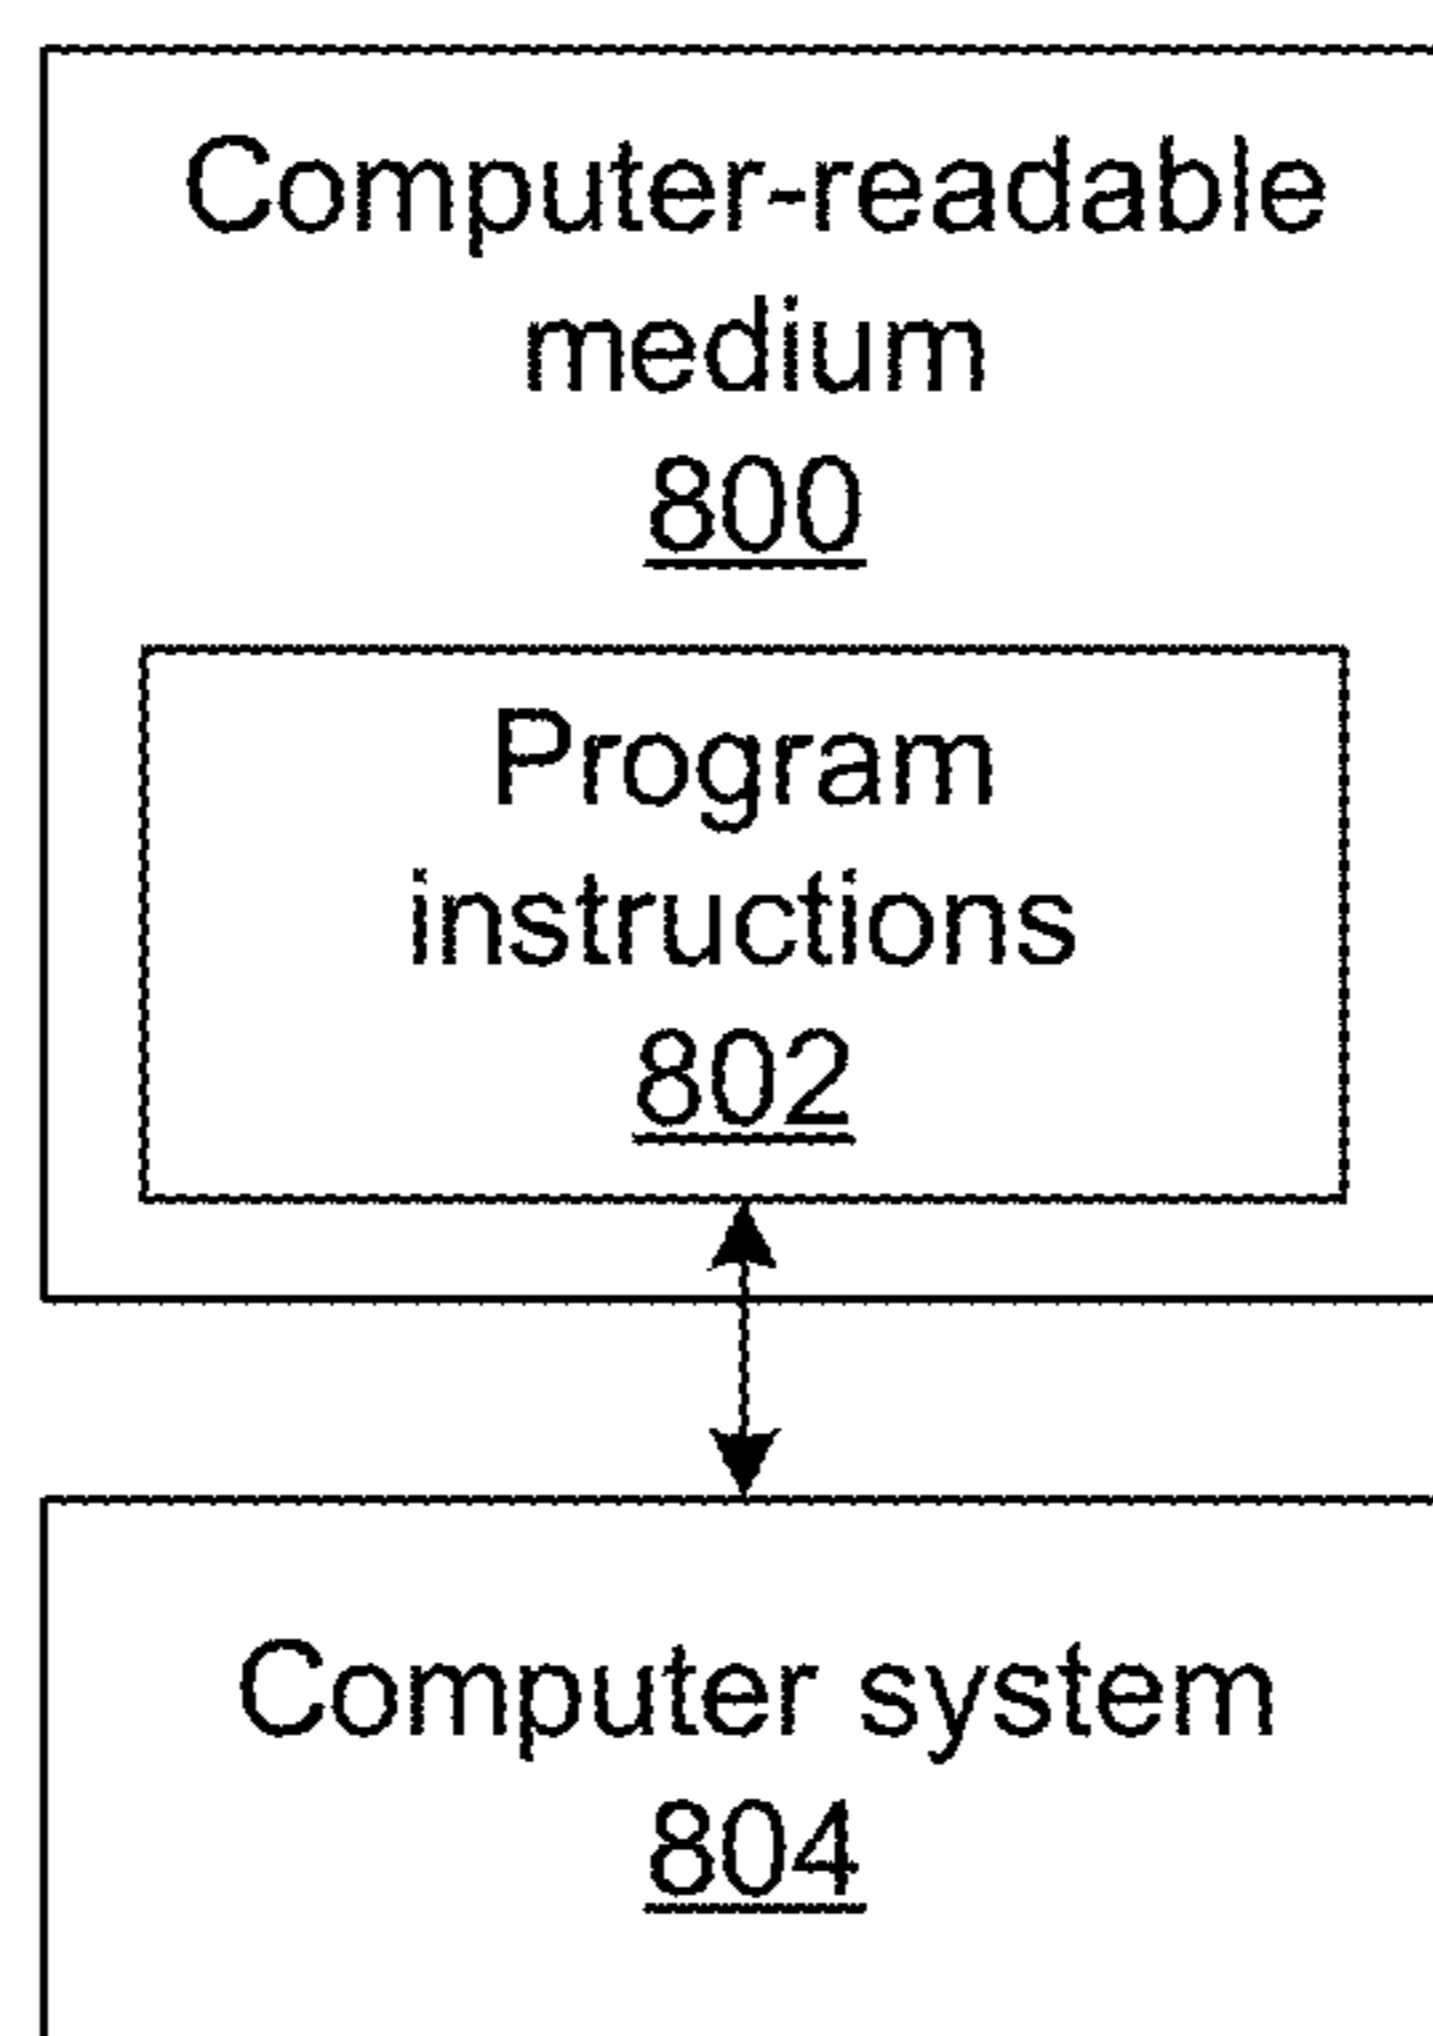 Computer-readable
medium
800
Program
instructions
802
Computer system
804